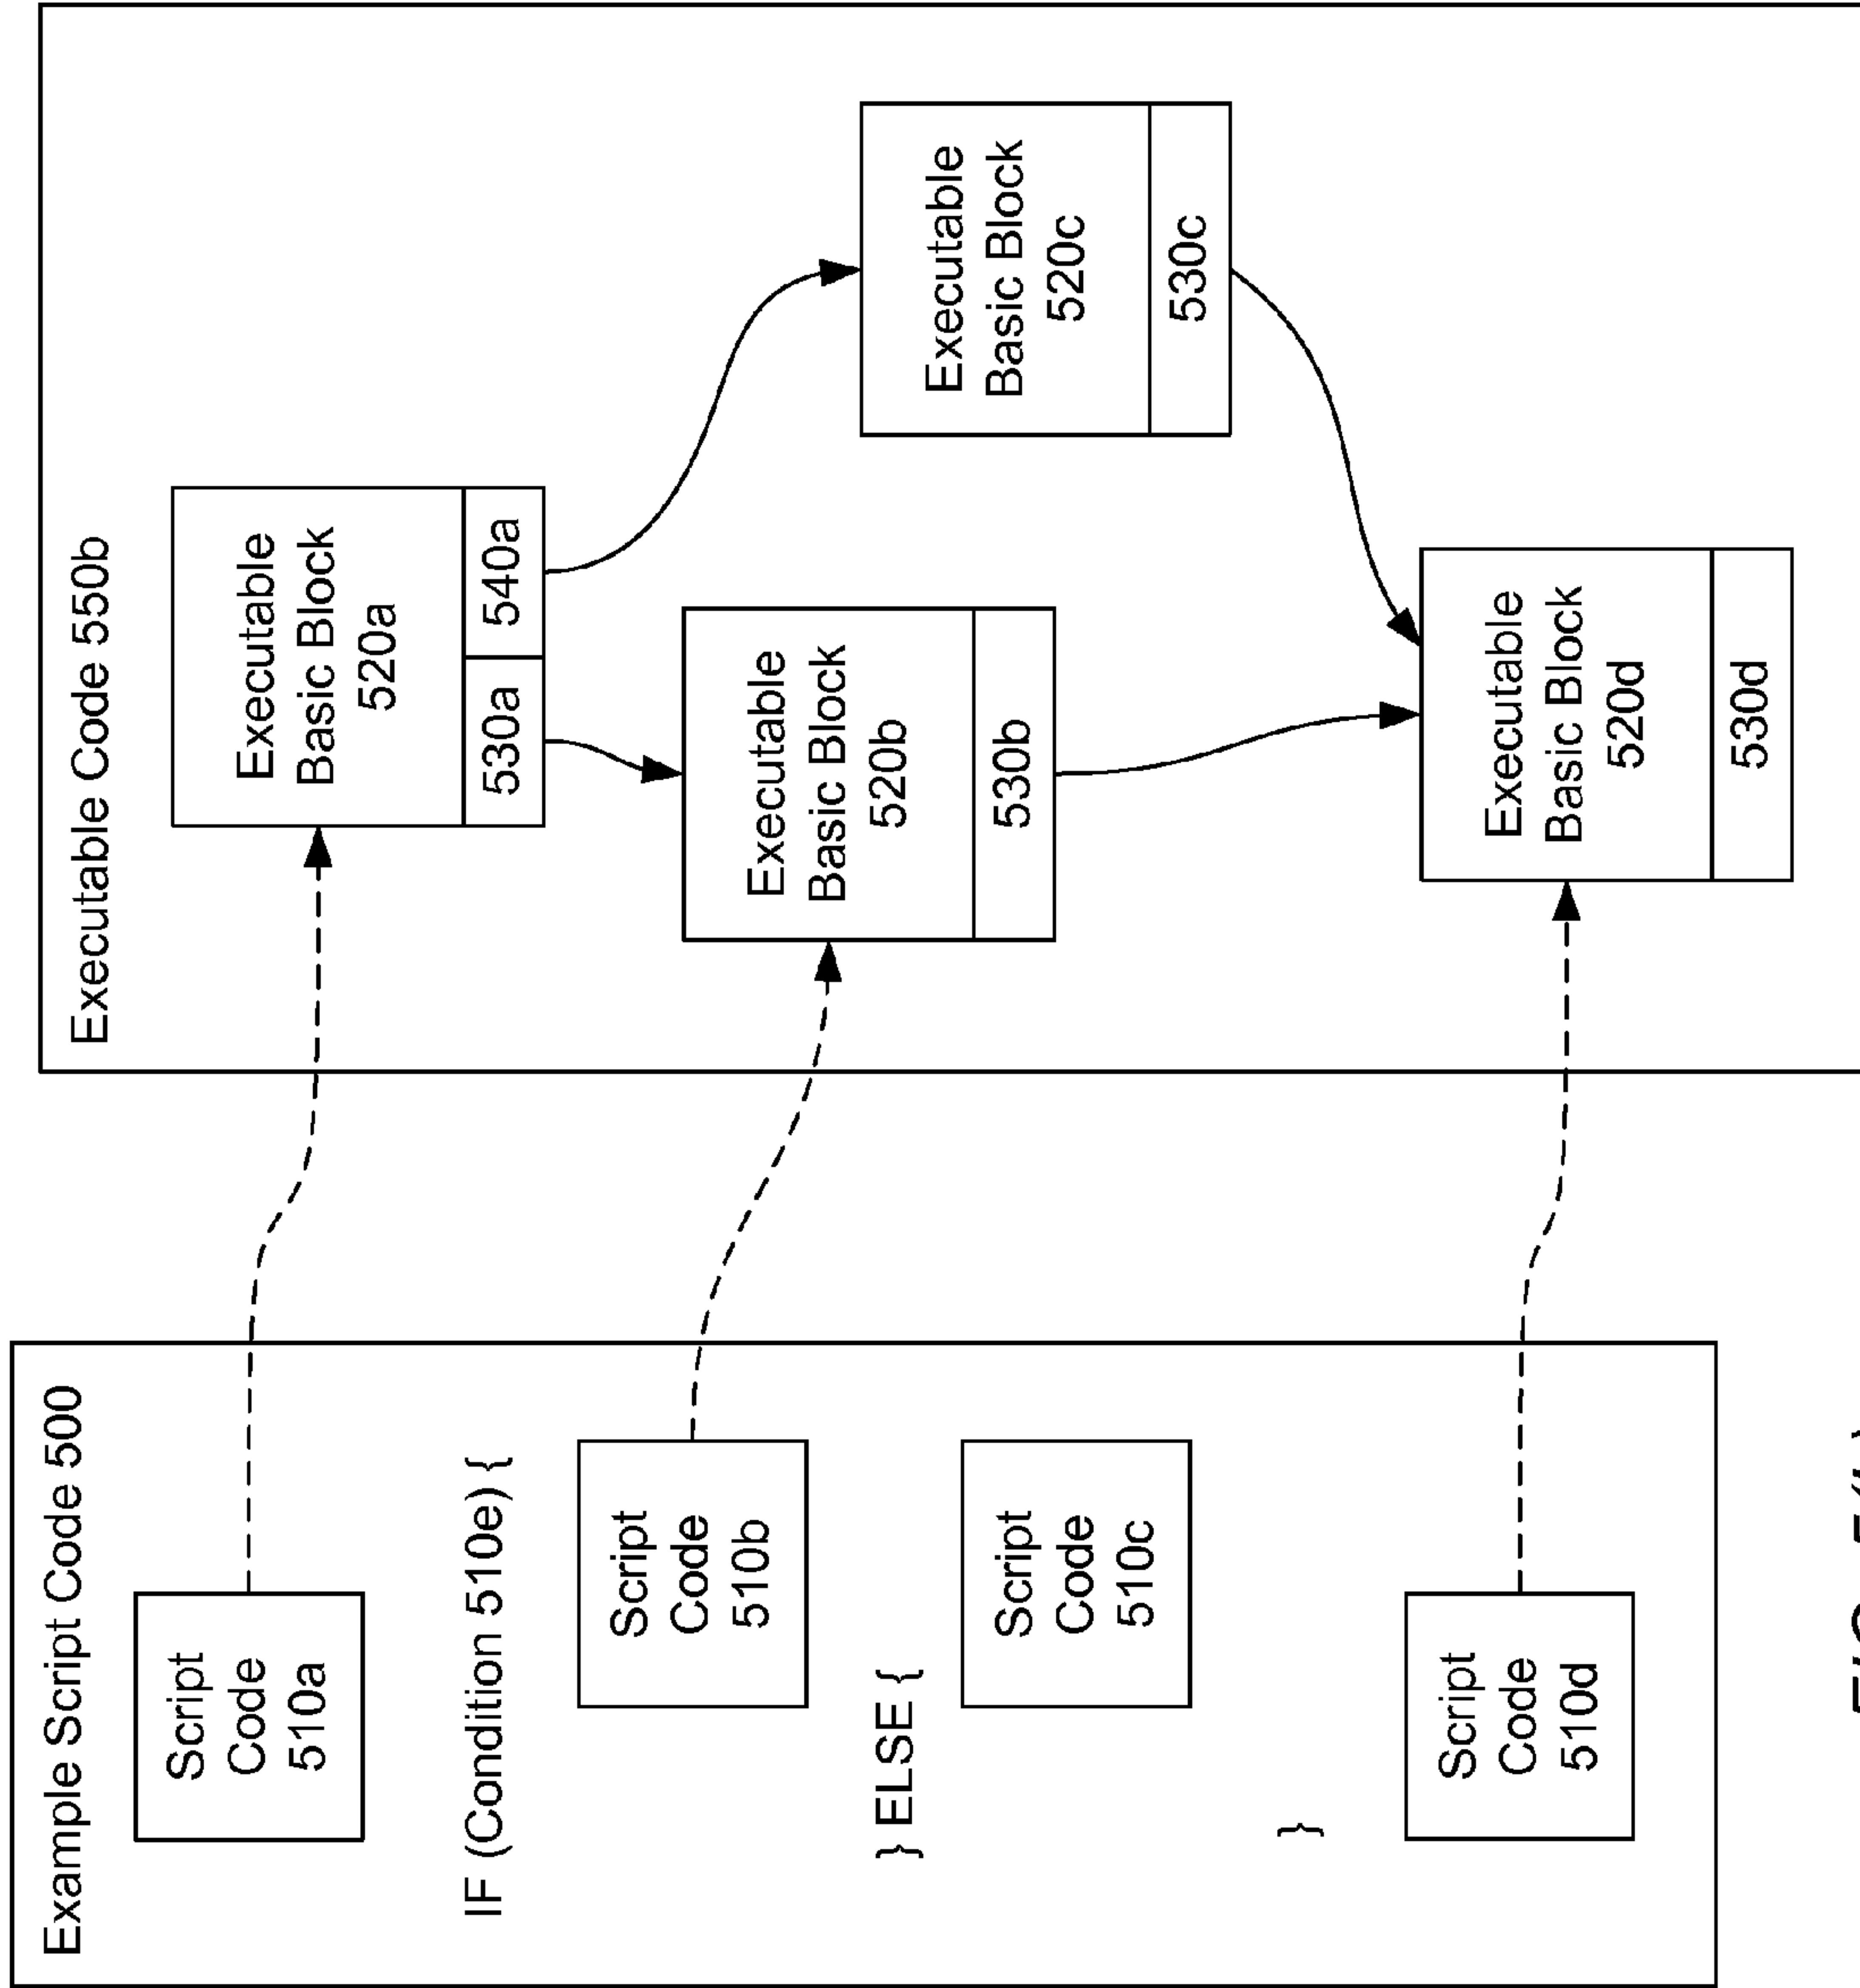 Example Script Code 500
Script
Code
510a
IF (Condition 510e) {
Script
Code
510b
} ELSE {
Script
Code
510c
}
Script
Code
510d
Executable Code 550b
Executable
Basic Block
520a
530a
540a
Executable
Basic Block
520b
530b
Executable
Basic Block
520c
530c
Executable
Basic Block
520d
530d